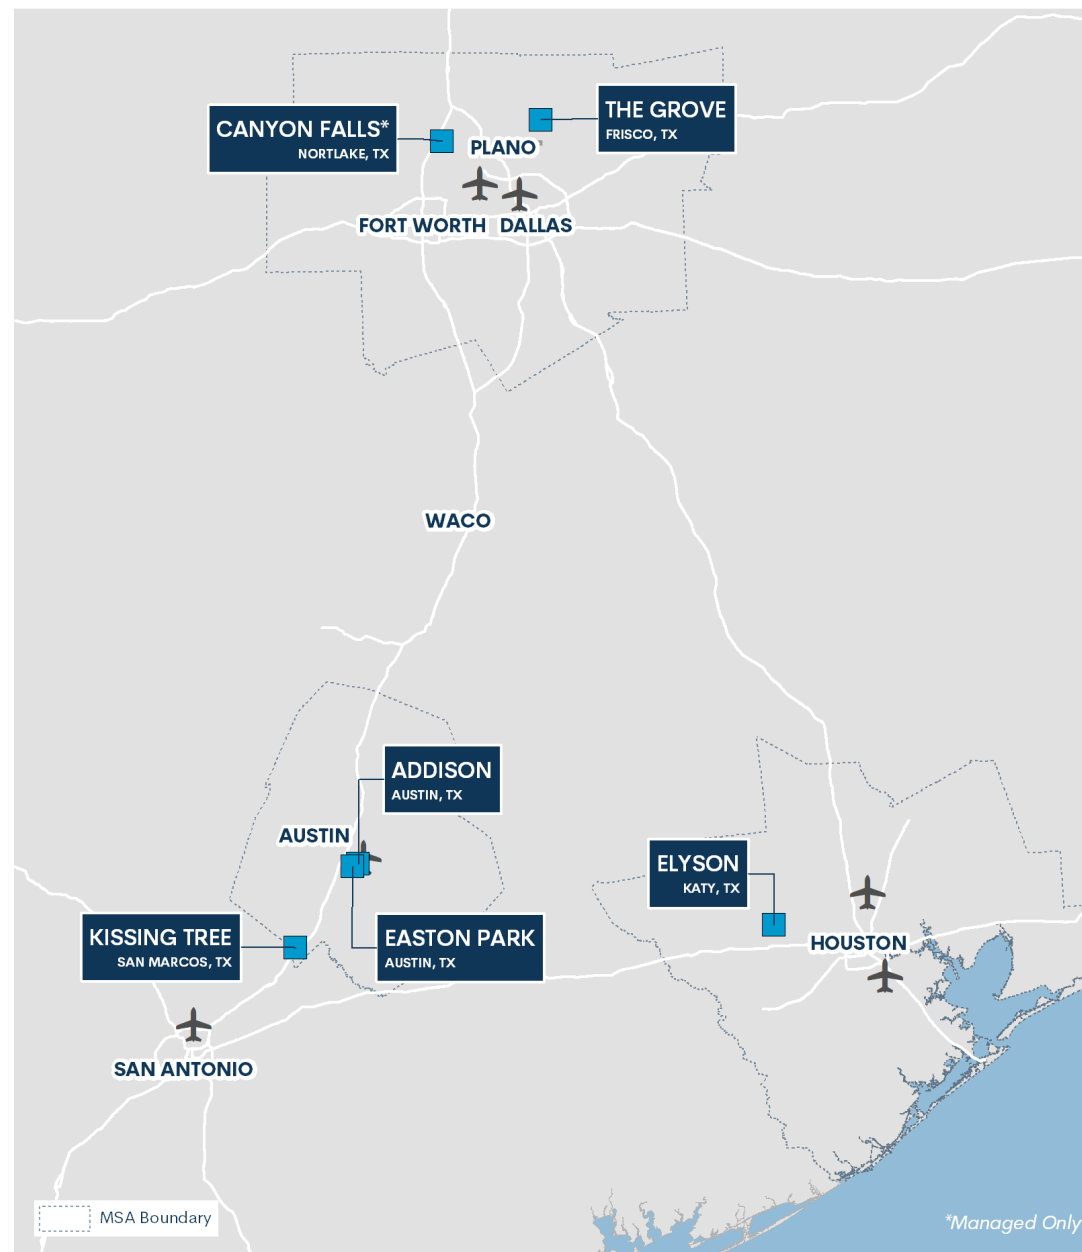 THE GROVE
FRISCO, TX
CANYON FALLS*
NORTLAKE, TX
PLANO
FORT WORTH
DALLAS
WACO
ADDISON
AUSTIN, TX
AUSTIN
ELYSON
KATY, TX
KISSING TREE
SAN MARCOS, TX
EASTON PARK
AUSTIN, TX
HOUSTON
SAN ANTONIO
MSA Boundary
*Managed Only